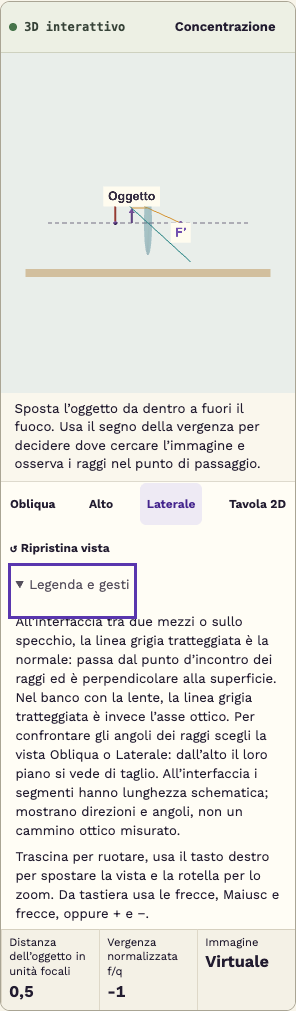 3D interattivo
Concentrazione
Oggetto
F′
Sposta l’oggetto da dentro a fuori il
fuoco. Usa il segno della vergenza per
decidere dove cercare l’immagine e
osserva i raggi nel punto di passaggio.
Obliqua Alto Laterale Tavola 2D
↺ Ripristina vista
▼ Legenda e gesti
All’interfaccia tra due mezzi o sullo
specchio, la linea grigia tratteggiata è la
normale: passa dal punto d’incontro dei
raggi ed è perpendicolare alla superficie.
Nel banco con la lente, la linea grigia
tratteggiata è invece l’asse ottico. Per
confrontare gli angoli dei raggi scegli la
vista Obliqua o Laterale: dall’alto il loro
piano si vede di taglio. All’interfaccia i
segmenti hanno lunghezza schematica;
mostrano direzioni e angoli, non un
cammino ottico misurato.
Trascina per ruotare, usa il tasto destro
per spostare la vista e la rotella per lo
zoom. Da tastiera usa le frecce, Maiusc e
frecce, oppure + e −.
Distanza
dell’oggetto in
unità focali
0,5
Vergenza
normalizzata
f/q
-1
Immagine
Virtuale